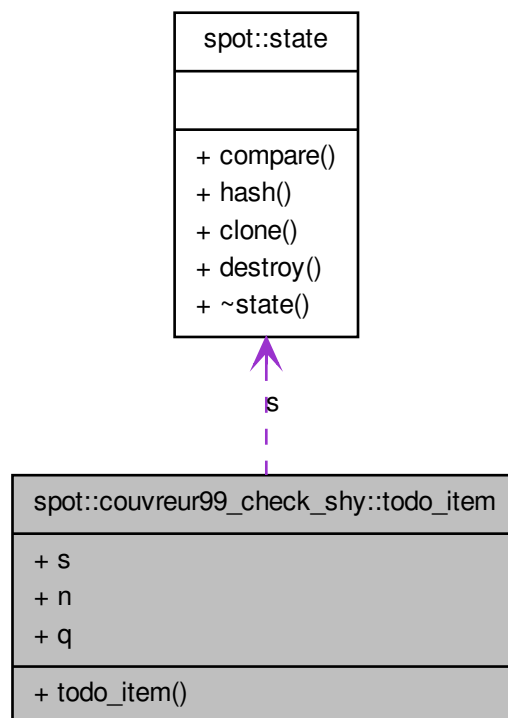 spot::state
+ compare()
+ hash()
+ clone()
+ destroy()
+ ~state()
s
spot::couvreur99_check_shy::todo_item
+ s
+ n
+ q
+ todo_item()